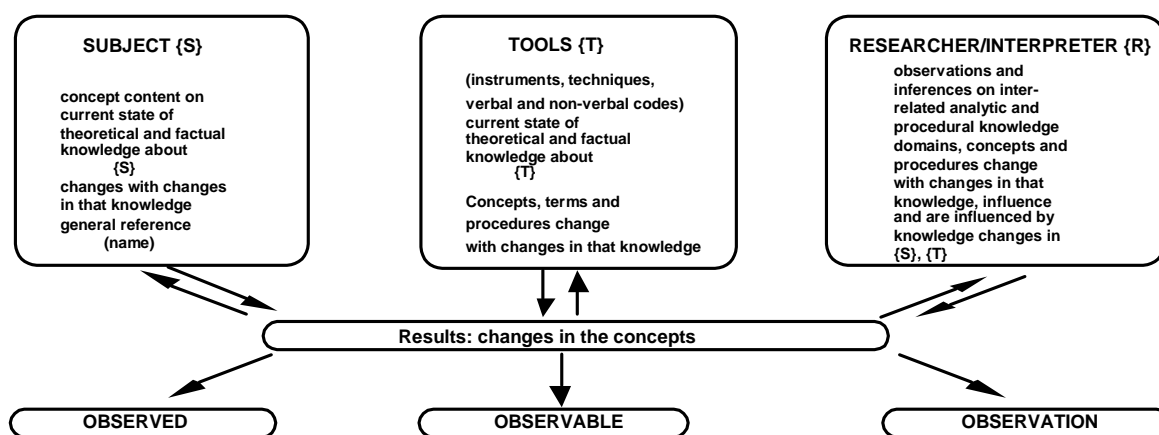 SUBJECT {S}
concept content on
current state of
theoretical and factual
knowledge about
{S}
changes with changes
in that knowledge
general reference
(name)
TOOLS {T}
(instruments, techniques,
verbal and non-verbal codes)
current state of
theoretical and factual
knowledge about
{T}
Concepts, terms and
procedures change
with changes in that knowledge
RESEARCHER/INTERPRETER {R}
observations and
inferences on inter-
related analytic and
procedural knowledge
domains, concepts and
procedures change
with changes in that
knowledge, influence
and are influenced by
knowledge changes in
{S}, {T}
Results: changes in the concepts
OBSERVED
OBSERVABLE
OBSERVATION